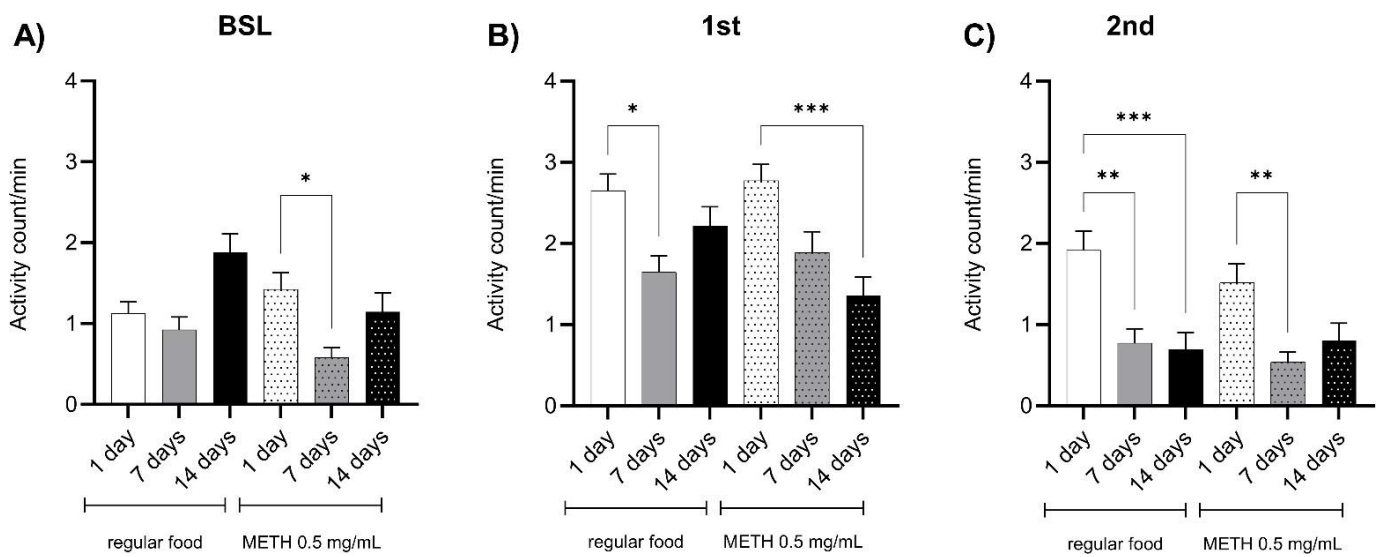 A)
BSL
Activity count/min
4
3
2
1
0
*
1 day
7 days
14 days
1 day
7 days
14 days
regular food
METH 0.5 mg/mL
B)
1st
Activity count/min
4
3
2
1
0
*
***
1 day
7 days
14 days
1 day
7 days
14 days
regular food
METH 0.5 mg/mL
C)
2nd
Activity count/min
4
3
2
1
0
***
**
**
1 day
7 days
14 days
1 day
7 days
14 days
regular food
METH 0.5 mg/mL